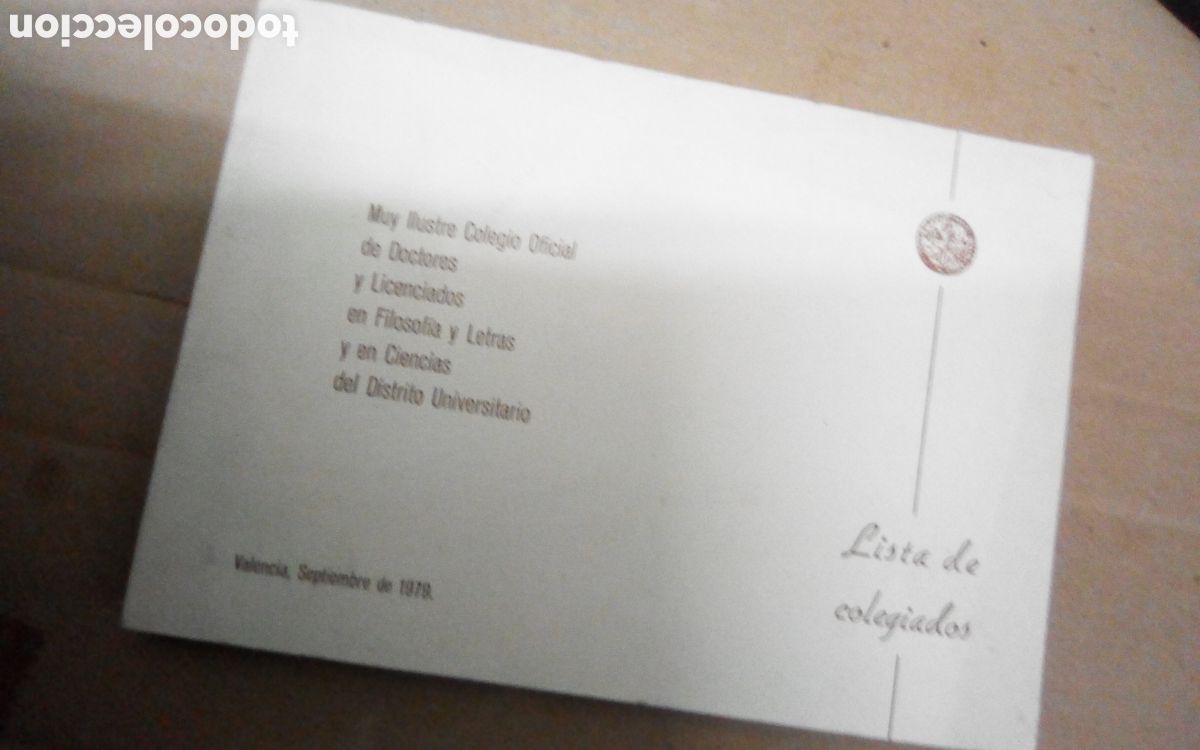 todocoleccion
Muy Ilustre Colegio Oficial
de Doctores
y Licenciados
en Filosofía y Letras
y en Ciencias
del Distrito Universitario
Lista de
colegiados
Valencia, Septiembre de 1979.